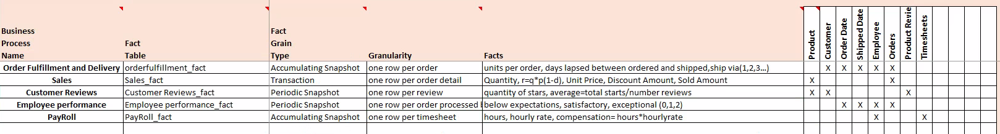 Business Process Name | Fact Table | Fact Grain Type | Granularity | Facts | Product | Customer | Order Date | Shipped Date | Employee | Orders | Product Revie | Timesheets
Order Fulfillment and Delivery | orderfulfillment_fact | Accumulating Snapshot | one row per order | units per order, days lapsed between ordered and shipped,ship via(1,2,3...) | | X | X | X | X | X | |
Sales | Sales_fact | Transaction | one row per order detail | Quantity, r=q*p(1-d), Unit Price, Discount Amount, Sold Amount | X | | | | | X | |
Customer Reviews | Customer Reviews_fact | Periodic Snapshot | one row per review | quantity of stars, average=total starts/number reviews | X | X | | | | | X |
Employee performance | Employee performance_fact | Periodic Snapshot | one row per order processed | below expectations, satisfactory, exceptional (0,1,2) | | | X | X | X | X | |
PayRoll | PayRoll_fact | Accumulating Snapshot | one row per timesheet | hours, hourly rate, compensation= hours*hourlyrate | | | | | X | | | X